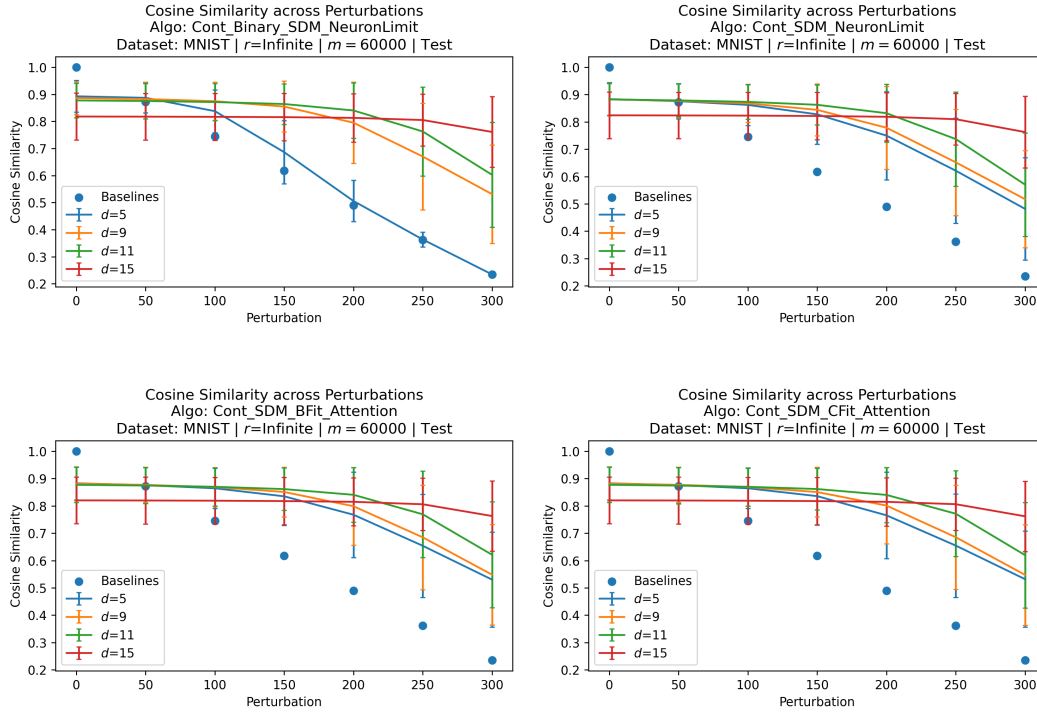 Cosine Similarity across Perturbations
Algo: Cont_Binary_SDM_NeuronLimit
Dataset: MNIST | r=Infinite | m = 60000 | Test
1.0
0.9
0.8
0.7
0.6
0.5
0.4
0.3
0.2
Cosine Similarity
Baselines
d=5
d=9
d=11
d=15
0
50
100
150
200
250
300
Perturbation
Cosine Similarity across Perturbations
Algo: Cont_SDM_NeuronLimit
Dataset: MNIST | r=Infinite | m = 60000 | Test
1.0
0.9
0.8
0.7
0.6
0.5
0.4
0.3
0.2
Cosine Similarity
Baselines
d=5
d=9
d=11
d=15
0
50
100
150
200
250
300
Perturbation
Cosine Similarity across Perturbations
Algo: Cont_SDM_BFit_Attention
Dataset: MNIST | r=Infinite | m = 60000 | Test
1.0
0.9
0.8
0.7
0.6
0.5
0.4
0.3
0.2
Cosine Similarity
Baselines
d=5
d=9
d=11
d=15
0
50
100
150
200
250
300
Perturbation
Cosine Similarity across Perturbations
Algo: Cont_SDM_CFit_Attention
Dataset: MNIST | r=Infinite | m = 60000 | Test
1.0
0.9
0.8
0.7
0.6
0.5
0.4
0.3
0.2
Cosine Similarity
Baselines
d=5
d=9
d=11
d=15
0
50
100
150
200
250
300
Perturbation